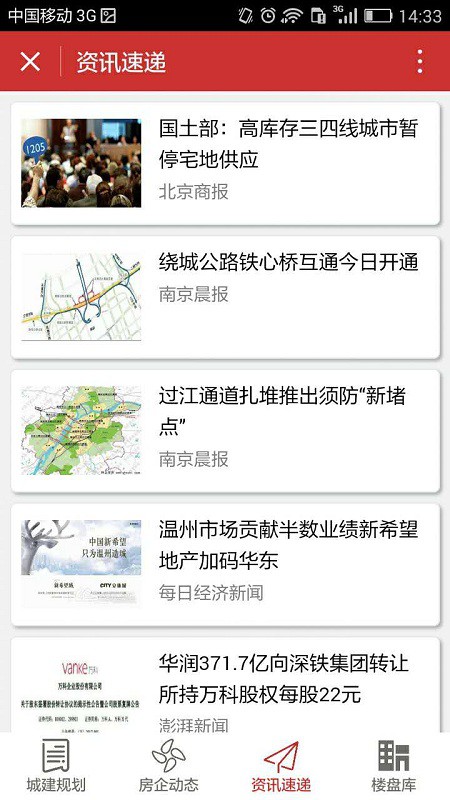 中国移动 3G
3G
14:33
资讯速递
1205
国土部：高库存三四线城市暂
停宅地供应
北京商报
绕城公路铁心桥互通今日开通
南京晨报
过江通道扎堆推出须防“新堵
点”
南京晨报
中国新希望
只为温州造城
新希望城
CITY
温州市场贡献半数业绩新希望
地产加码华东
每日经济新闻
vanke 万科
万科企业股份有限公司
华润371.7亿向深铁集团转让
所持万科股权每股22元
澎湃新闻
城建规划
房企动态
资讯速递
楼盘库